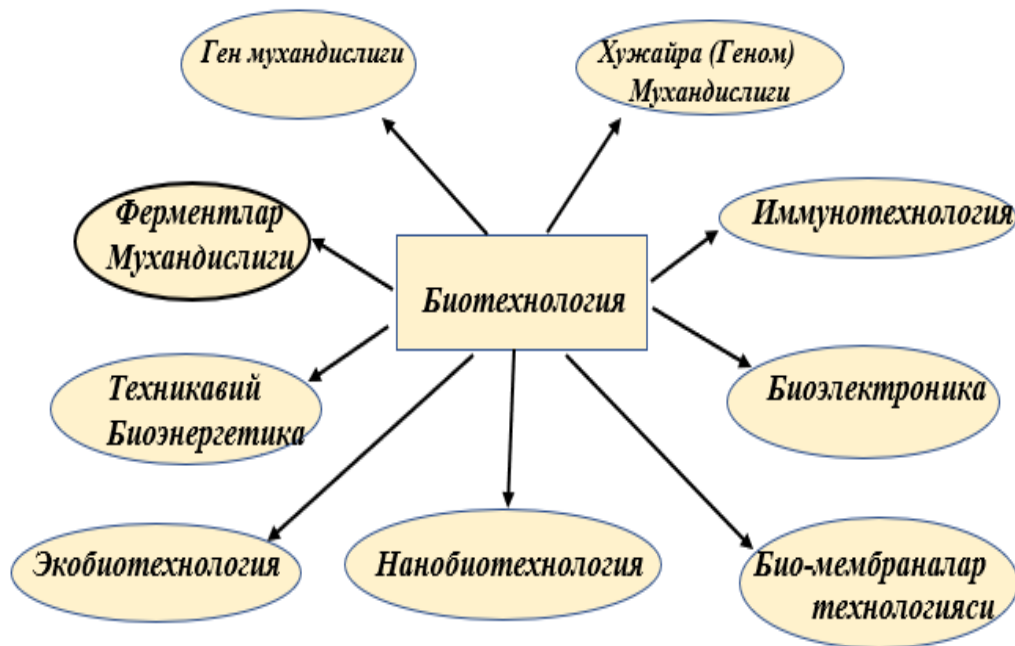 Ген мухандислиги
Хужайра (Геном)
Мухандислиги
Ферментлар
Мухандислиги
Иммунотехнология
Биотехнология
Техникавий
Биоэнергетика
Биоэлектроника
Экобиотехнология
Нанобиотехнология
Био-мембраналар
технологияси